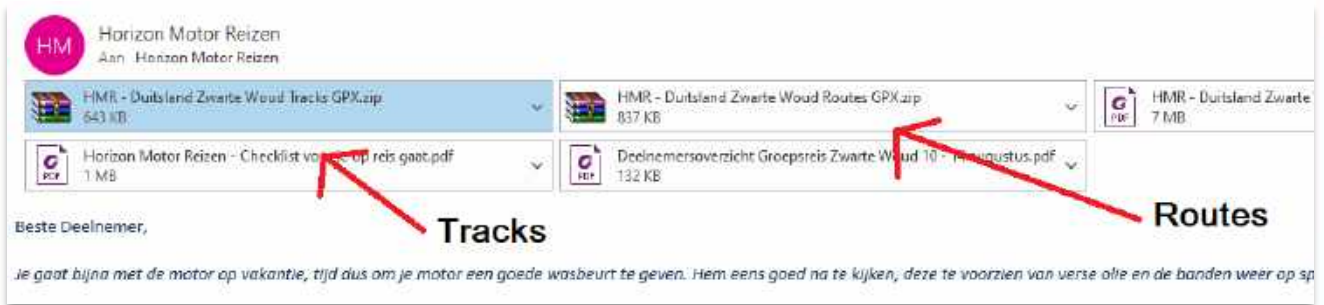 HM
Horizon Motor Reizen
Aan Horizon Motor Reizen
HMR - Duitsland Zwarte Woud Tracks GPX.zip
643 KB
HMR - Duitsland Zwarte Woud Routes GPX.zip
837 KB
PDF
HMR - Duitsland Zwarte
7 MB
PDF
Horizon Motor Reizen - Checklist op reis gaat.pdf
1 MB
PDF
Deelnemersoverzicht Groepsreis Zwarte Woud 10 - 14 augustus.pdf
132 KB
Tracks
Routes
Beste Deelnemer,
Je gaat bijna met de motor op vakantie, tijd dus om je motor een goede wasbeurt te geven. Hem eens goed na te kijken, deze te voorzien van verse olie en de banden weer op sp